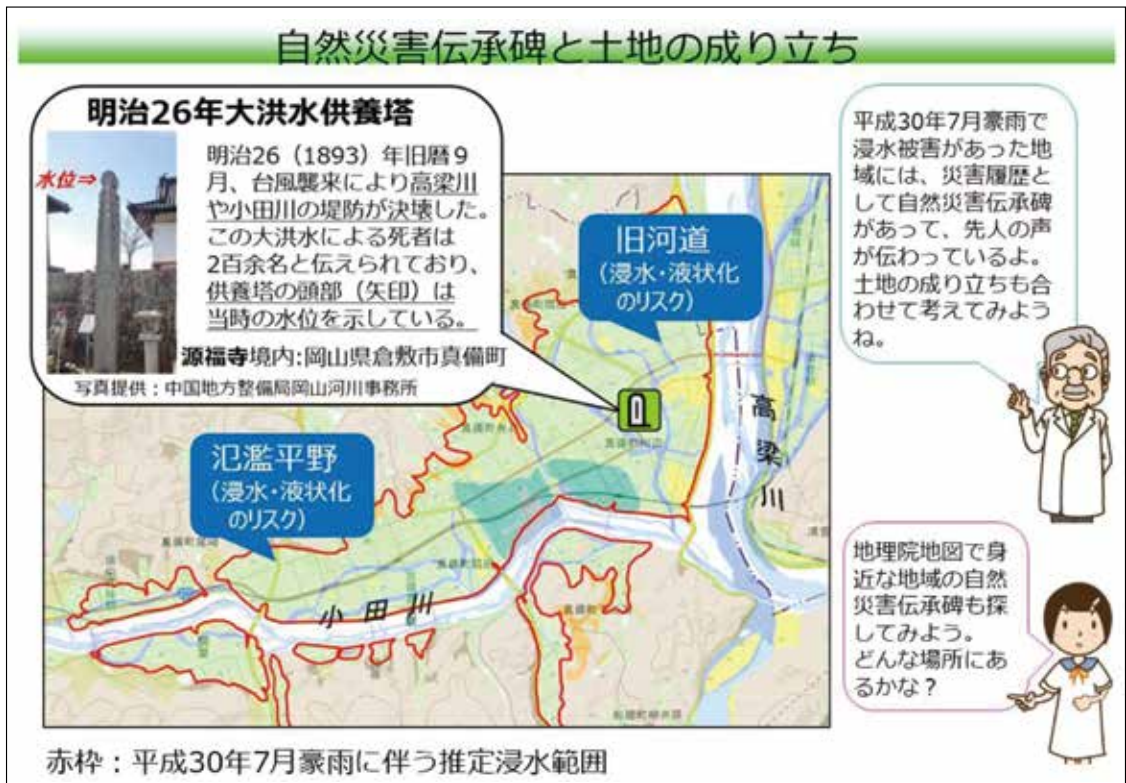 自然災害伝承碑と土地の成り立ち
明治26年大洪水供養塔
水位⇒
明治26（1893）年旧暦９
月、台風襲来により高梁川
や小田川の堤防が決壊した。
この大洪水による死者は
2百余名と伝えられており、
供養塔の頭部（矢印）は
当時の水位を示している。
源福寺境内:岡山県倉敷市真備町
写真提供：中国地方整備局岡山河川事務所
旧河道
（浸水・液状化
のリスク）
氾濫平野
（浸水・液状化
のリスク）
高梁川
小田川
平成30年7月豪雨で
浸水被害があった地
域には、災害履歴と
して自然災害伝承碑
があって、先人の声
が伝わっているよ。
土地の成り立ちも合
わせて考えてみよう
ね。
地理院地図で身
近な地域の自然
災害伝承碑も探
してみよう。
どんな場所にあ
るかな？
赤枠：平成30年7月豪雨に伴う推定浸水範囲